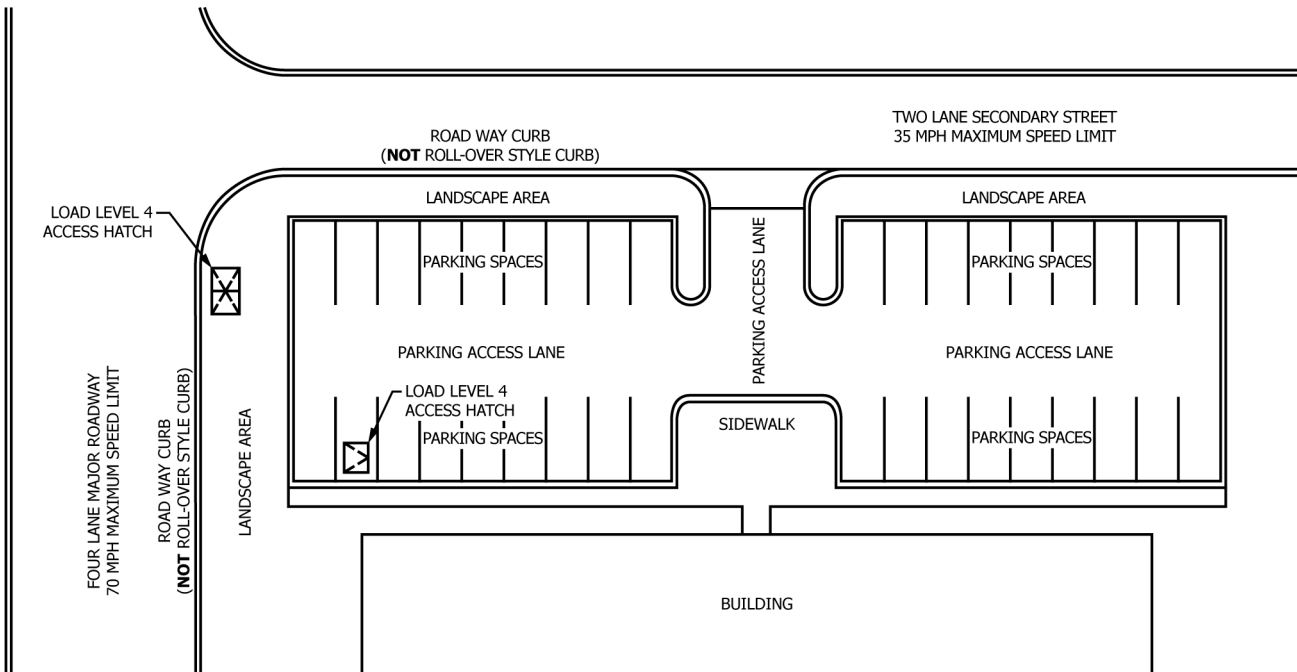 TWO LANE SECONDARY STREET
35 MPH MAXIMUM SPEED LIMIT
ROAD WAY CURB
(NOT ROLL-OVER STYLE CURB)
LANDSCAPE AREA
LANDSCAPE AREA
LOAD LEVEL 4
ACCESS HATCH
PARKING SPACES
PARKING ACCESS LANE
PARKING SPACES
PARKING ACCESS LANE
PARKING ACCESS LANE
LOAD LEVEL 4
ACCESS HATCH
PARKING SPACES
SIDEWALK
PARKING SPACES
FOUR LANE MAJOR ROADWAY
70 MPH MAXIMUM SPEED LIMIT
ROAD WAY CURB
(NOT ROLL-OVER STYLE CURB)
LANDSCAPE AREA
BUILDING